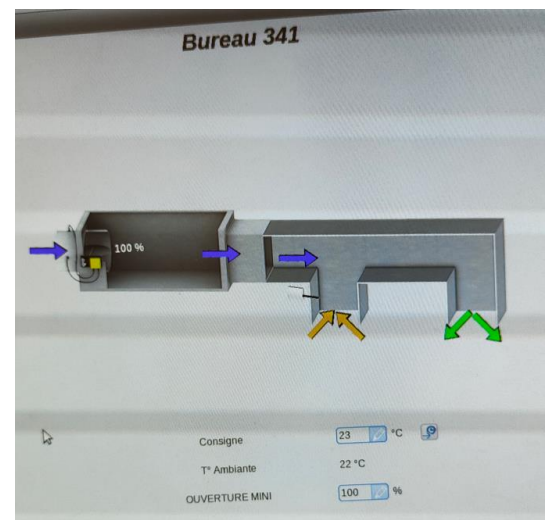 Bureau 341
100 %
Consigne 23 °C
T° Ambiante 22 °C
OUVERTURE MINI 100 %